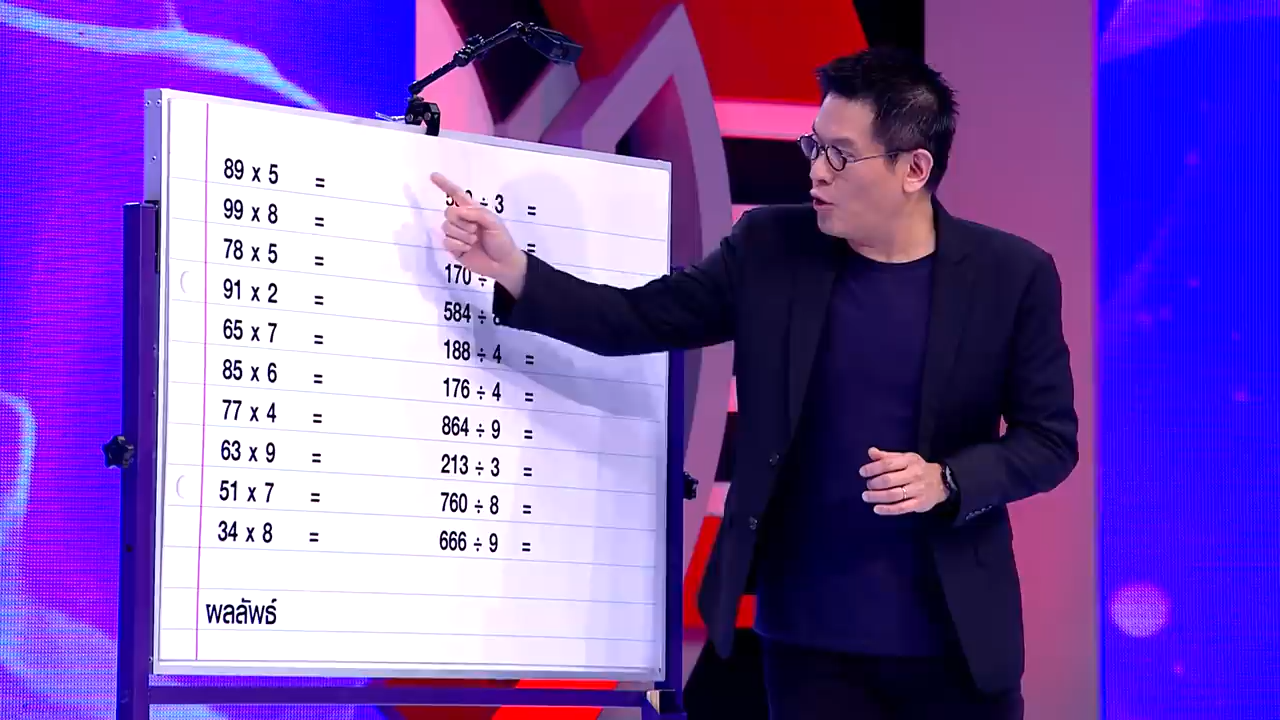 89 x 5 =
99 x 8 =
78 x 5 =
91 x 2 =
65 x 7 =
85 x 6 =
77 x 4 =
63 x 9 =
51 x 7 =
34 x 8 =
÷ 3 =
=
170 ÷
584 ÷
188 ÷ 4 =
176 ÷ 4 =
864 ÷ 9 =
213 ÷ 3 =
760 ÷ 8 =
666 ÷ 9 =
ผลลัพธ์